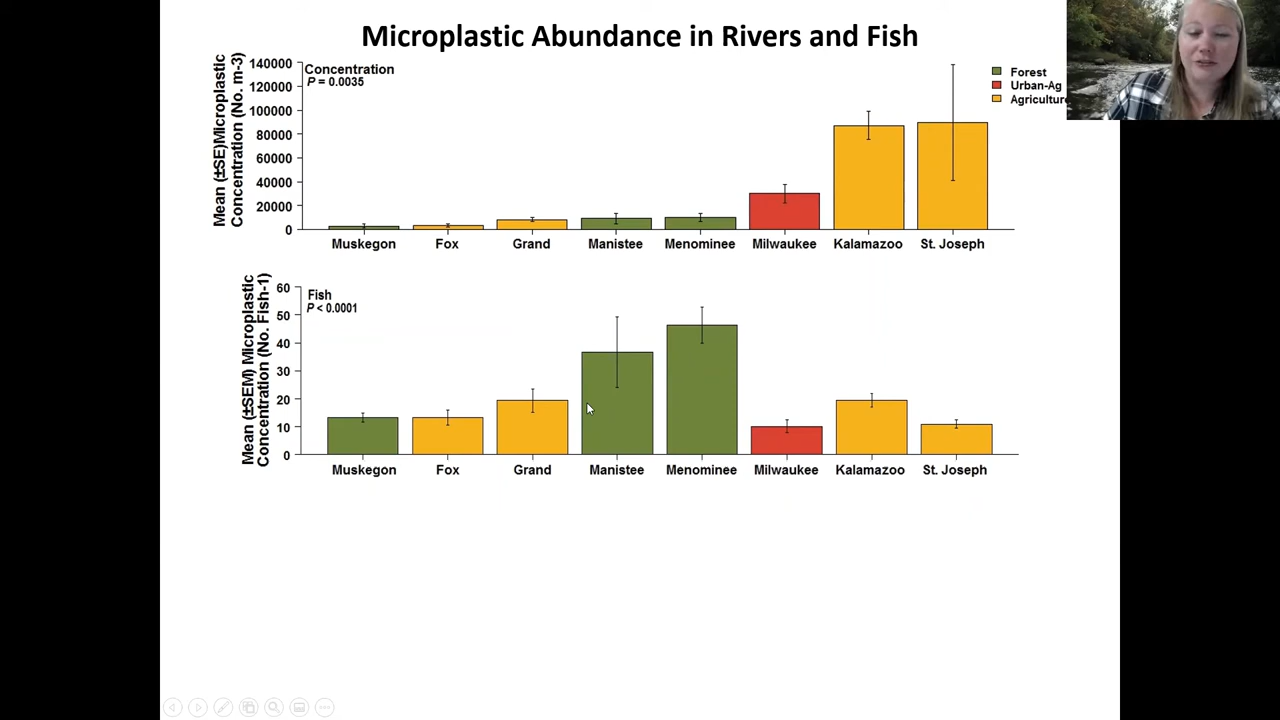 Microplastic Abundance in Rivers and Fish
Mean (±SE)Microplastic
Concentration (No. m-3)
140000
120000
100000
80000
60000
40000
20000
0
Concentration
P = 0.0035
Forest
Urban-Ag
Agriculture
Muskegon Fox Grand Manistee Menominee Milwaukee Kalamazoo St. Joseph
Mean (±SEM) Microplastic
Concentration (No. Fish-1)
60
50
40
30
20
10
0
Fish
P < 0.0001
Muskegon Fox Grand Manistee Menominee Milwaukee Kalamazoo St. Joseph